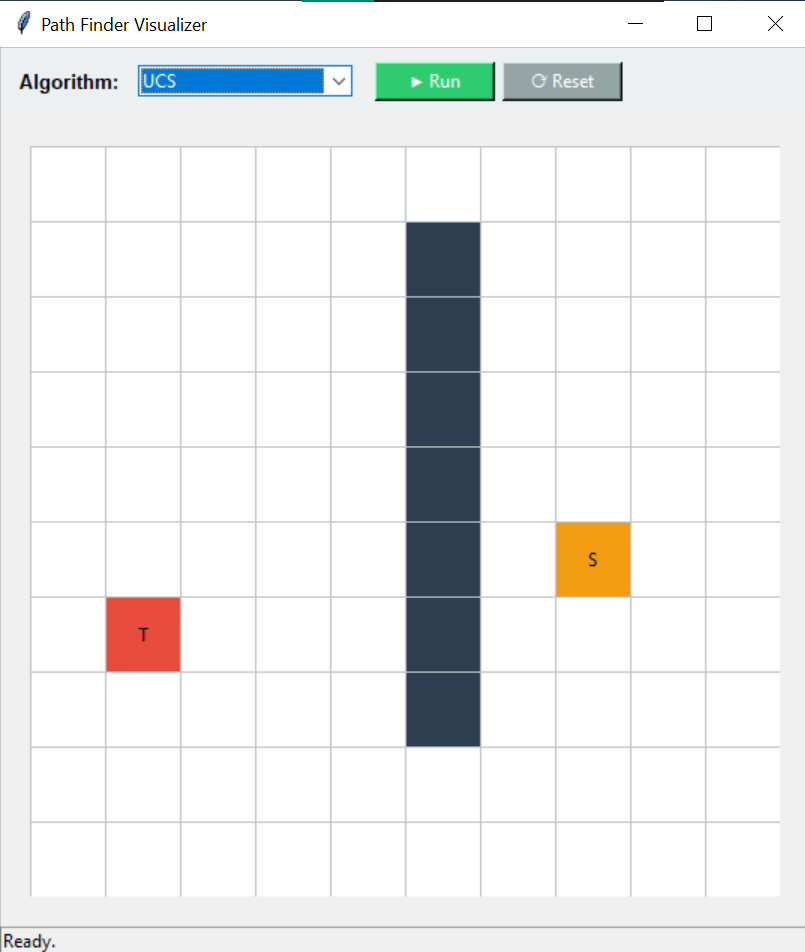 Path Finder Visualizer
Algorithm: UCS ► Run ⟳ Reset
S
T
Ready.